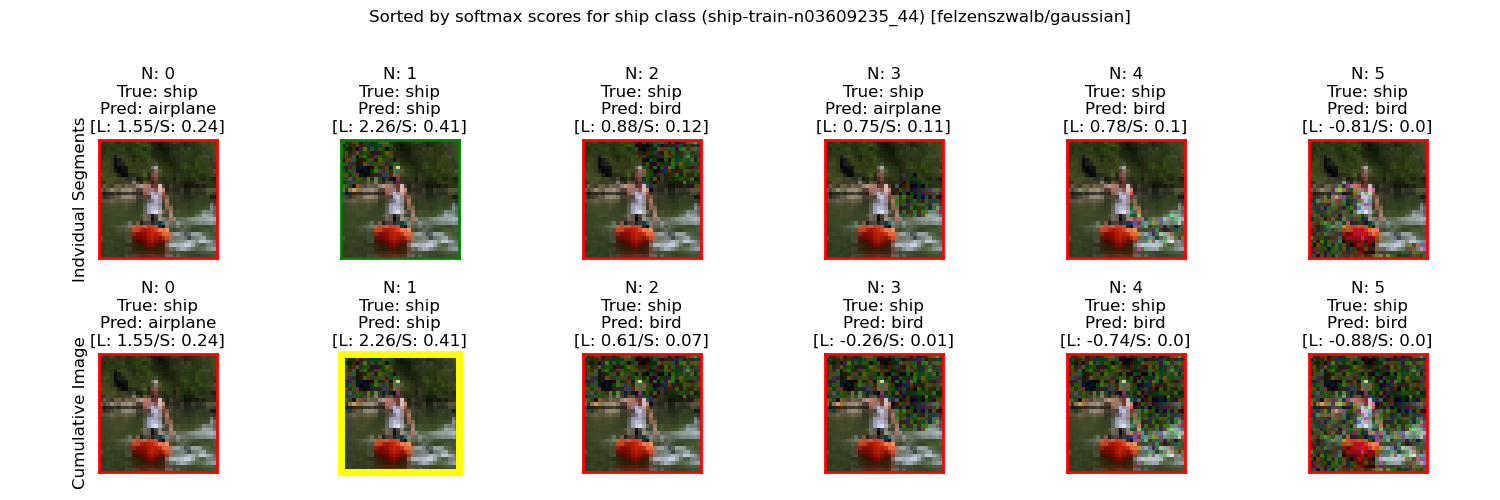 Sorted by softmax scores for ship class (ship-train-n03609235_44) [felzenszwalb/gaussian]
Indvidual Segments
N: 0
True: ship
Pred: airplane
[L: 1.55/S: 0.24]
N: 1
True: ship
Pred: ship
[L: 2.26/S: 0.41]
N: 2
True: ship
Pred: bird
[L: 0.88/S: 0.12]
N: 3
True: ship
Pred: airplane
[L: 0.75/S: 0.11]
N: 4
True: ship
Pred: bird
[L: 0.78/S: 0.1]
N: 5
True: ship
Pred: bird
[L: -0.81/S: 0.0]
Cumulative Image
N: 0
True: ship
Pred: airplane
[L: 1.55/S: 0.24]
N: 1
True: ship
Pred: ship
[L: 2.26/S: 0.41]
N: 2
True: ship
Pred: bird
[L: 0.61/S: 0.07]
N: 3
True: ship
Pred: bird
[L: -0.26/S: 0.01]
N: 4
True: ship
Pred: bird
[L: -0.74/S: 0.0]
N: 5
True: ship
Pred: bird
[L: -0.88/S: 0.0]